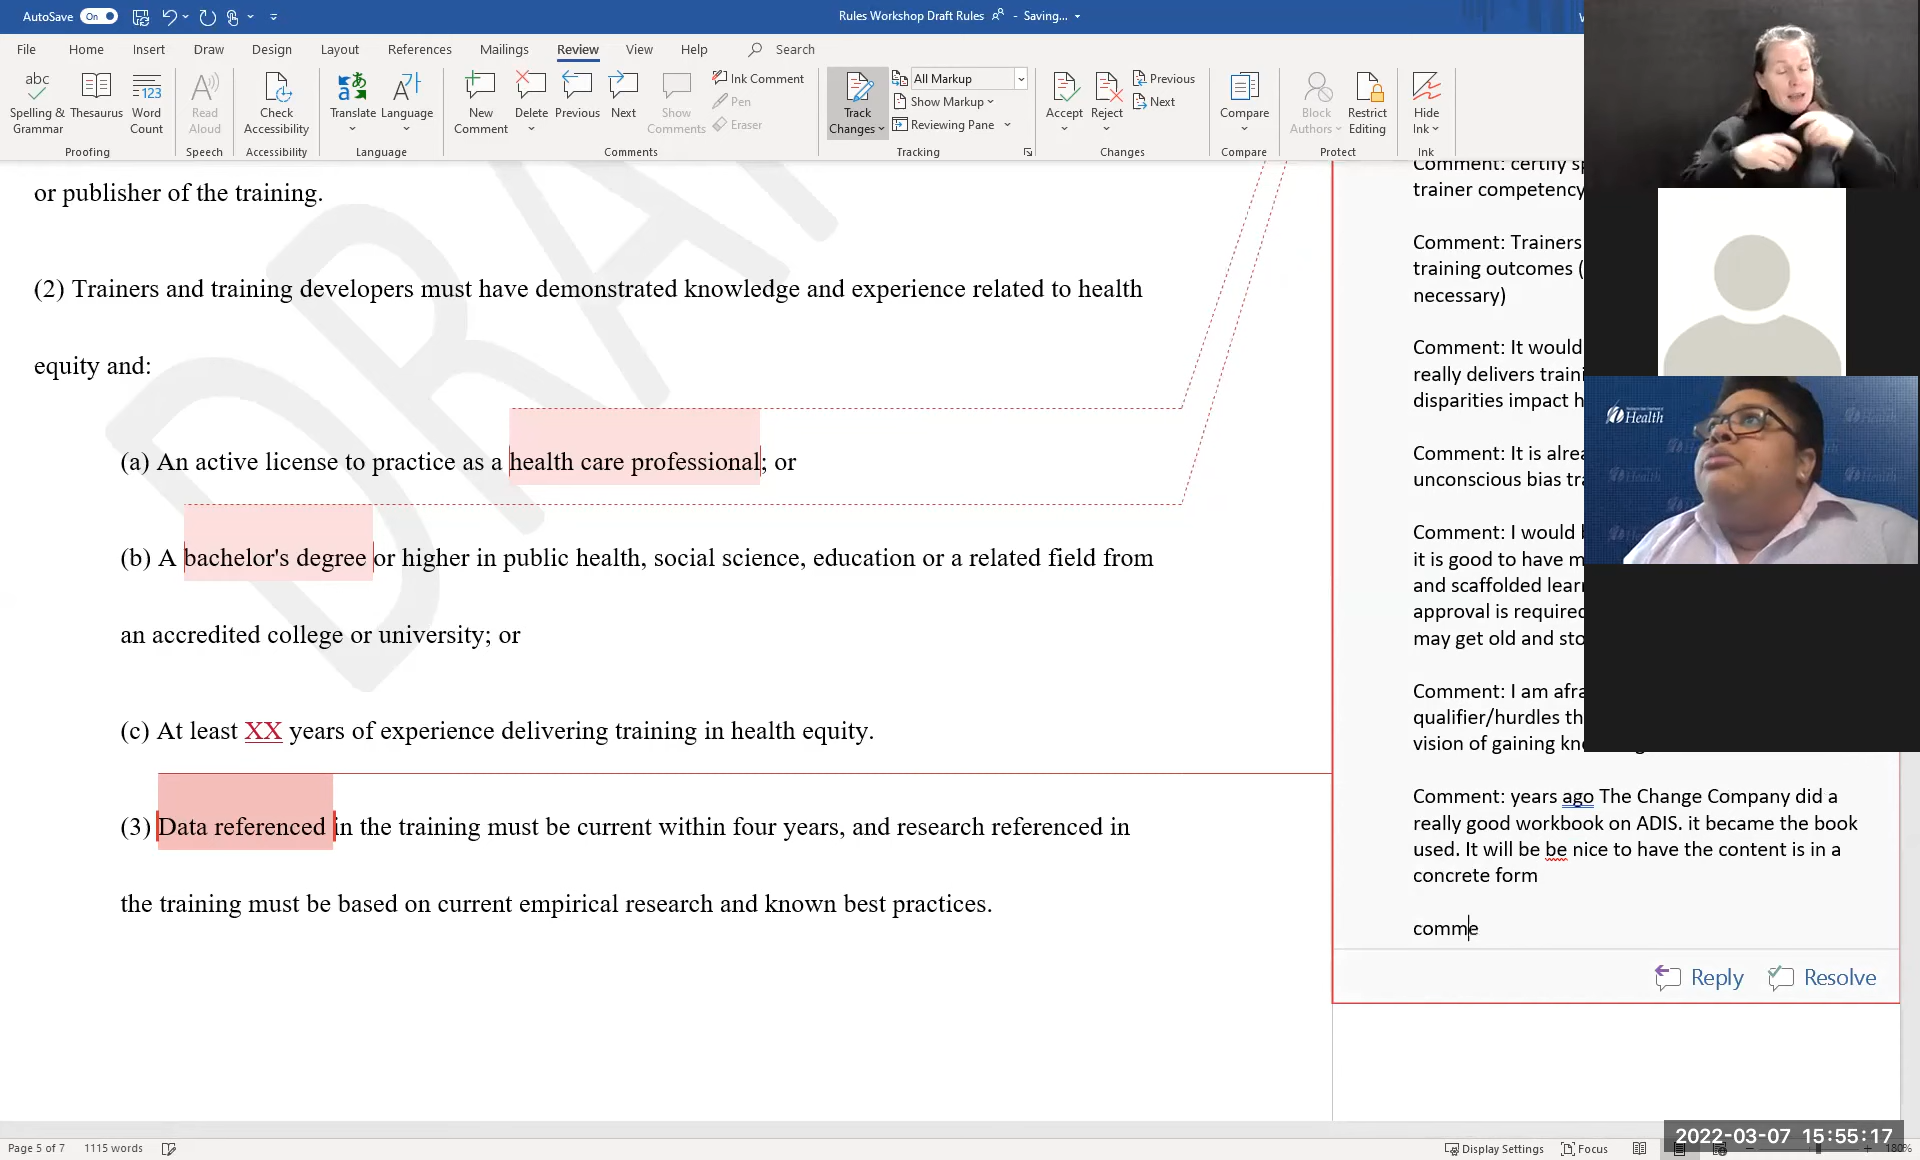 AutoSave On
Rules Workshop Draft Rules - Saving...
File Home Insert Draw Design Layout References Mailings Review View Help Search
abc
Spelling &
Grammar
Thesaurus
123
Word
Count
Read
Aloud
Check
Accessibility
Translate
Language
New
Comment
Delete
Previous
Next
Show
Comments
Ink Comment
Pen
Eraser
Track
Changes
All Markup
Show Markup
Reviewing Pane
Accept
Reject
Previous
Next
Compare
Block
Authors
Restrict
Editing
Hide
Ink
Proofing Speech Accessibility Language Comments Tracking Changes Compare Protect Ink
or publisher of the training.
(2) Trainers and training developers must have demonstrated knowledge and experience related to health
equity and:
(a) An active license to practice as a health care professional; or
(b) A bachelor's degree or higher in public health, social science, education or a related field from
an accredited college or university; or
(c) At least XX years of experience delivering training in health equity.
(3) Data referenced in the training must be current within four years, and research referenced in
the training must be based on current empirical research and known best practices.
Comment: certify
trainer competency
Comment: Trainers
training outcomes (
necessary)
Comment: It would
really delivers
disparities impact
Comment: It is
unconscious bias
Comment: I would
it is good to have
and scaffolded
approval is required
may get old and
Comment: I am
qualifier/hurdles
vision of gaining
Comment: years ago The Change Company did a
really good workbook on ADIS. it became the book
used. It will be be nice to have the content is in a
concrete form
comme
Reply Resolve
Health
Page 5 of 7 1115 words
Display Settings Focus 180%
2022-03-07 15:55:17